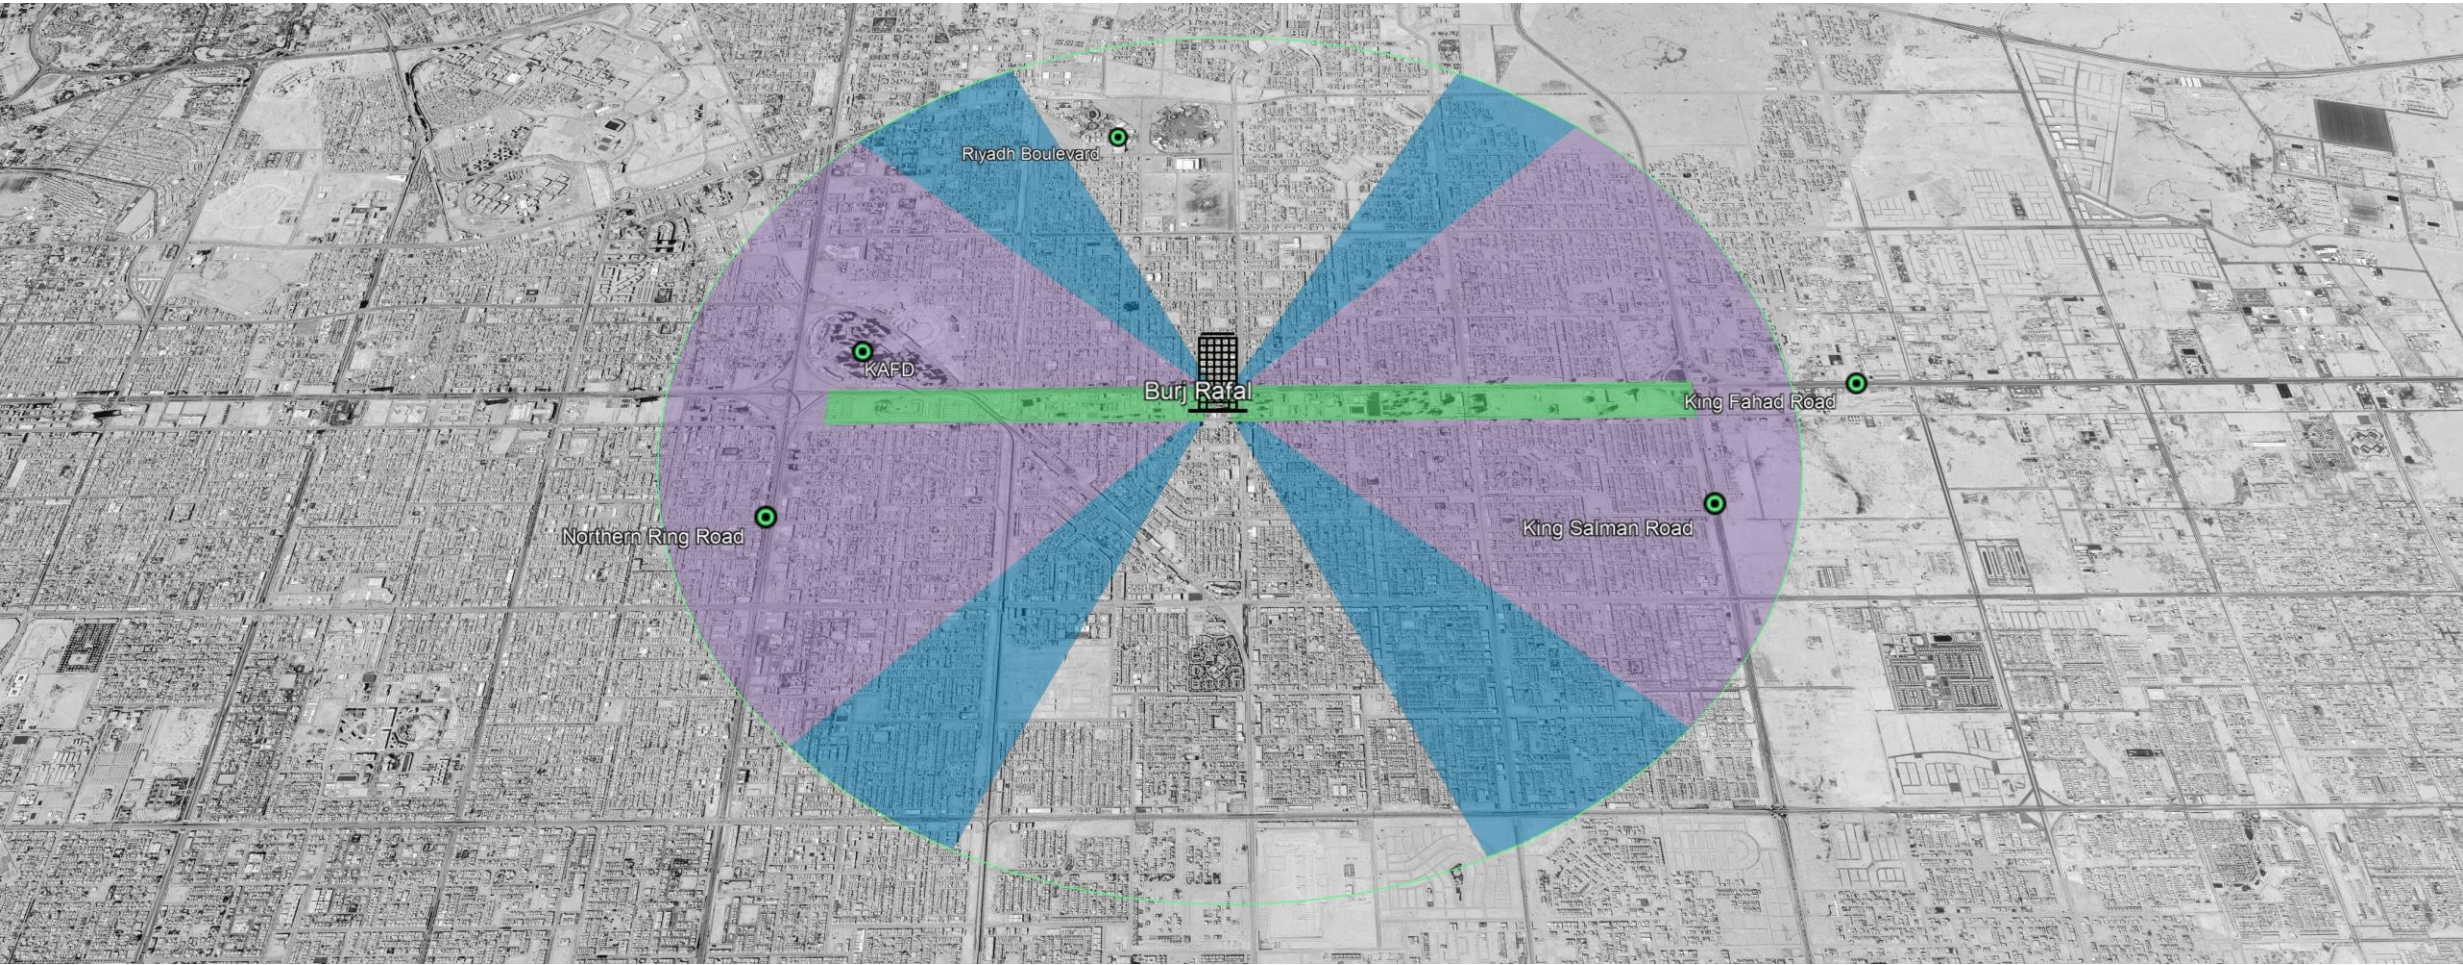 Riyadh Boulevard
KAFD
Burj Rafal
King Fahad Road
Northern Ring Road
King Salman Road